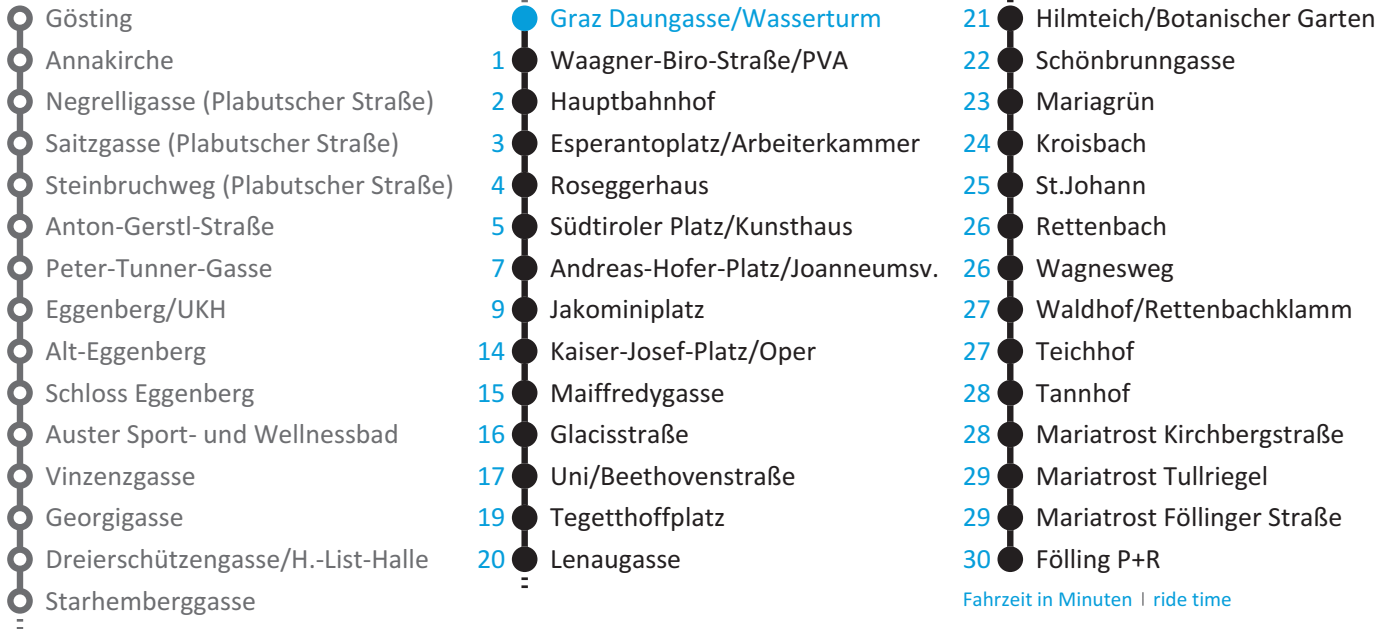 Gösting
Annakirche
Negrelligasse (Plabutscher Straße)
Saitzgasse (Plabutscher Straße)
Steinbruchweg (Plabutscher Straße)
Anton-Gerstl-Straße
Peter-Tunner-Gasse
Eggenberg/UKH
Alt-Eggenberg
Schloss Eggenberg
Auster Sport- und Wellnessbad
Vinzenzgasse
Georgigasse
Dreierschützengasse/H.-List-Halle
Starhemberggasse
Graz Daungasse/Wasserturm
1 Waagner-Biro-Straße/PVA
2 Hauptbahnhof
3 Esperantoplatz/Arbeiterkammer
4 Roseggerhaus
5 Südtiroler Platz/Kunsthaus
7 Andreas-Hofer-Platz/Joanneumsv.
9 Jakominiplatz
14 Kaiser-Josef-Platz/Oper
15 Maiffredygasse
16 Glacisstraße
17 Uni/Beethovenstraße
19 Tegetthoffplatz
20 Lenaugasse
21 Hilmteich/Botanischer Garten
22 Schönbrunngasse
23 Mariagrün
24 Kroisbach
25 St.Johann
26 Rettenbach
26 Wagnesweg
27 Waldhof/Rettenbachklamm
27 Teichhof
28 Tannhof
28 Mariatrost Kirchbergstraße
29 Mariatrost Tullriegel
29 Mariatrost Föllinger Straße
30 Fölling P+R
Fahrzeit in Minuten | ride time